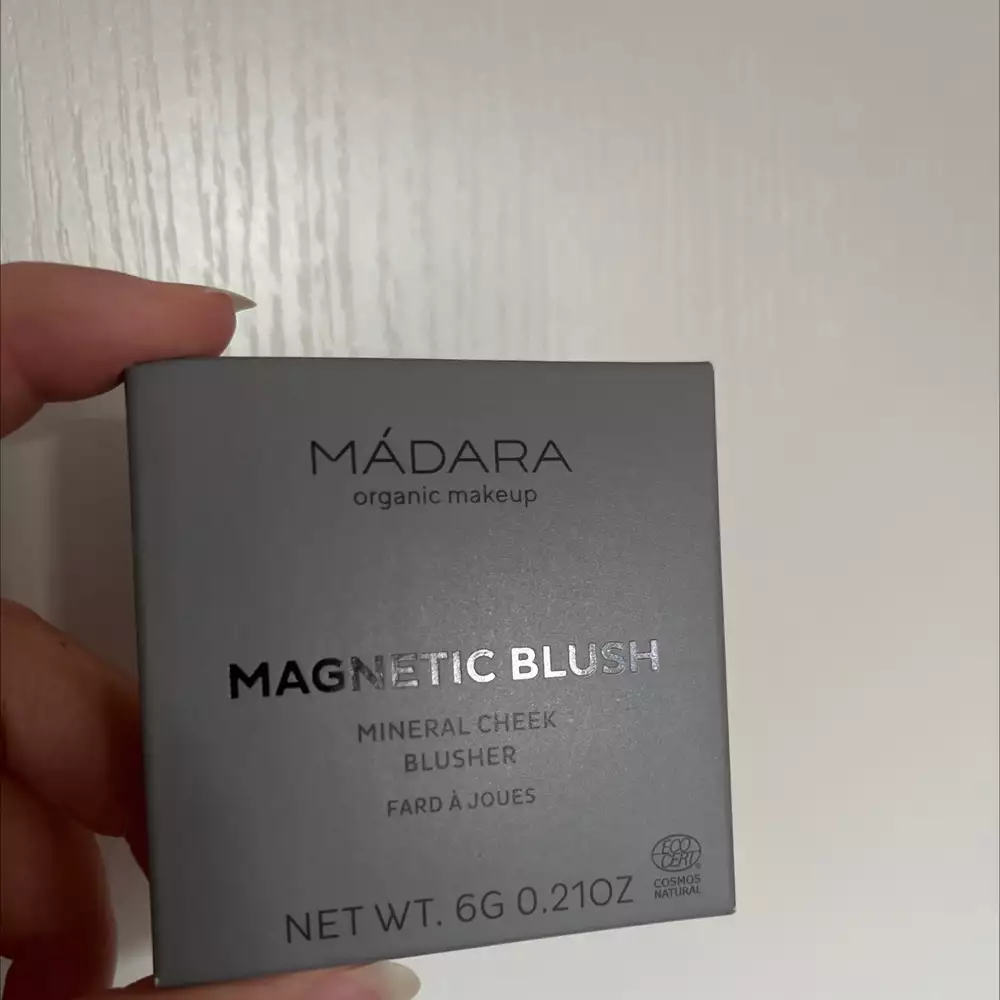 MÁDARA
organic makeup
MAGNETIC BLUSH
MINERAL CHEEK
BLUSHER
FARD À JOUES
ECO
CERT®
COSMOS
NATURAL
NET WT. 6G 0.21OZ